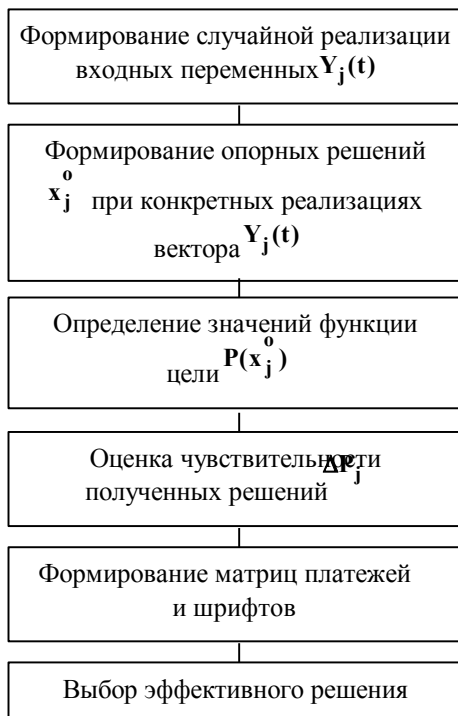 Формирование случайной реализации
входных переменных Y_j(t)
Формирование опорных решений
x_j^o при конкретных реализациях
вектора Y_j(t)
Определение значений функции
цели P(x_j^o)
Оценка чувствительности
полученных решений ΔP_j
Формирование матриц платежей
и шрифтов
Выбор эффективного решения